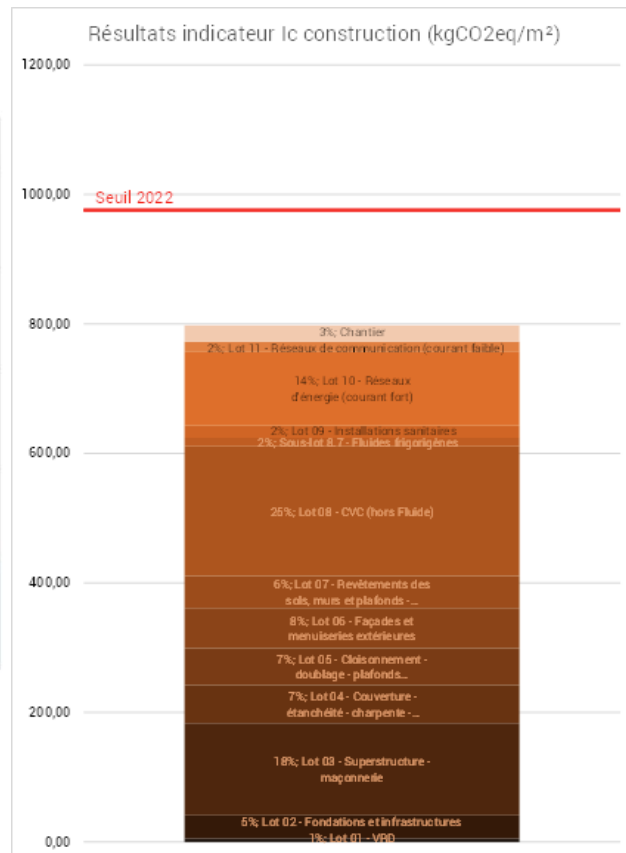 Résultats indicateur Ic construction (kgCO2eq/m²)
1200,00
1000,00
Seuil 2022
800,00
3%; Chantier
2%; Lot 11 - Réseaux de communication (courant faible)
14%; Lot 10 - Réseaux
d'énergie (courant fort)
2%; Lot 09 - Installations sanitaires
2%; Sous-lot 8.7 - Fluides frigorigènes
600,00
25%; Lot 08 - CVC (hors Fluide)
400,00
6%; Lot 07 - Revêtements des
sols, murs et plafonds -...
8%; Lot 06 - Façades et
menuiseries extérieures
7%; Lot 05 - Cloisonnement -
doublage - plafonds...
7%; Lot 04 - Couverture -
étanchéité - charpente -...
200,00
18%; Lot 03 - Superstructure -
maçonnerie
5%; Lot 02 - Fondations et infrastructures
1%; Lot 01 - VRD
0,00